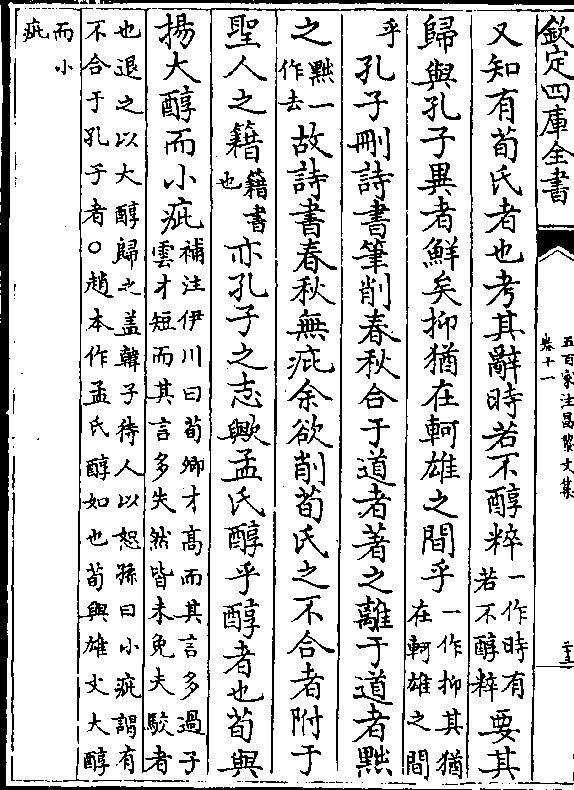 欽定四庫全書
五百家注昌黎文集
卷十一
又知有荀氏者也考其辭時若不醇粹一作時有若不醇粹要其
歸與孔子異者鮮矣抑猶在軻雄之間乎一作抑其猶在軻雄之間
乎孔子刪詩書筆削春秋合于道者著之離于道者黜
之黜一作去故詩書春秋無疵余欲削荀氏之不合者附于
聖人之籍籍書也亦孔子之志歟孟氏醇乎醇者也荀與
揚大醇而小疵補注伊川曰荀卿才高而其言多過子雲才短而其言多失然皆未免夫駁者
也退之以大醇歸之盖韓子待人以恕孫曰小疵謂有
不合于孔子者○趙本作孟氏醇如也荀與雄丈大醇
而小
疵